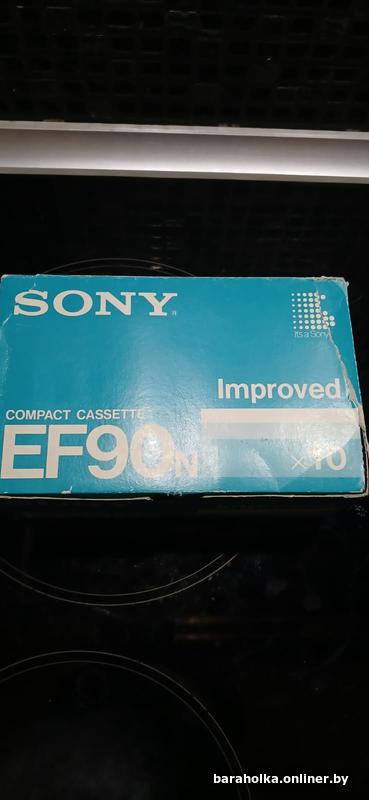 SONY®
It's a Sony
Improved
COMPACT CASSETTE
EF90N
×10
baraholka.onliner.by